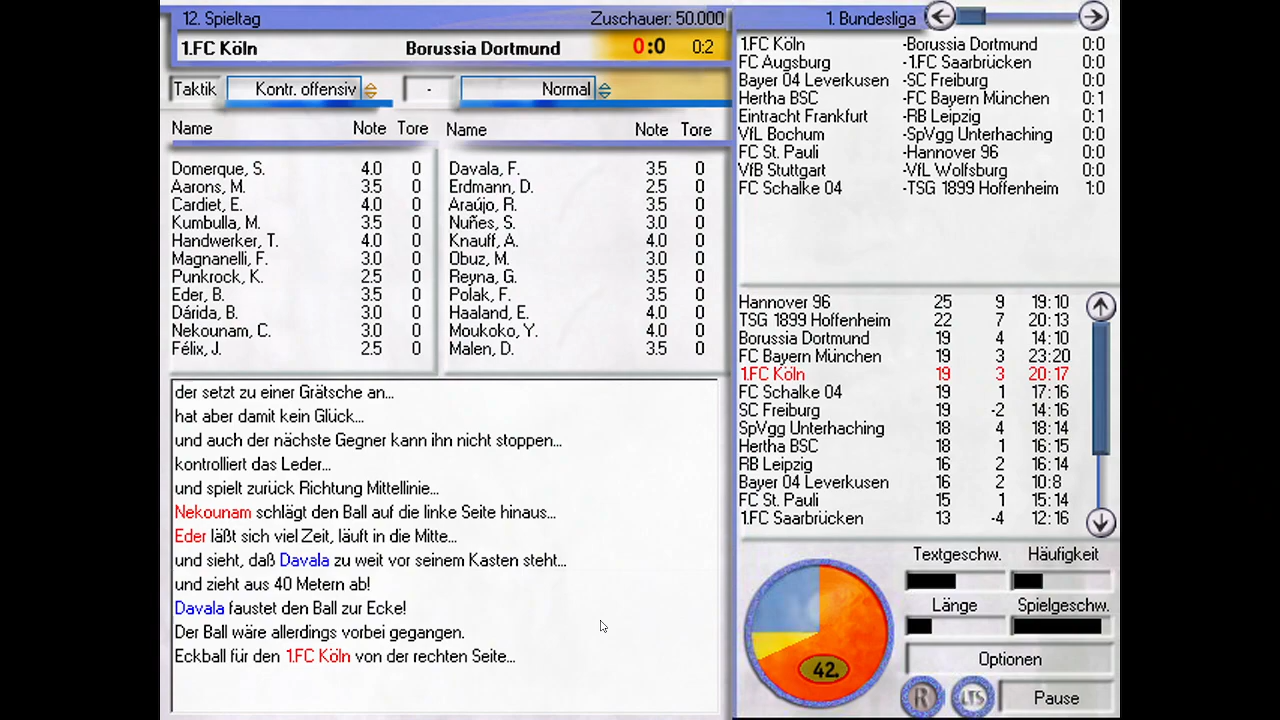 12. Spieltag Zuschauer: 50.000
1.FC Köln Borussia Dortmund 0:0 0:2
Taktik Kontr. offensiv - Normal
Name Note Tore Name Note Tore
Domerque, S. 4.0 0 Davala, F. 3.5 0
Aarons, M. 3.5 0 Erdmann, D. 2.5 0
Cardiet, E. 4.0 0 Araújo, R. 3.5 0
Kumbulla, M. 3.5 0 Nuñes, S. 3.0 0
Handwerker, T. 4.0 0 Knauff, A. 4.0 0
Magnanelli, F. 3.0 0 Obuz, M. 3.0 0
Punkrock, K. 2.5 0 Reyna, G. 3.5 0
Eder, B. 3.5 0 Polak, F. 3.5 0
Dárida, B. 3.0 0 Haaland, E. 4.0 0
Nekounam, C. 3.0 0 Moukoko, Y. 4.0 0
Félix, J. 2.5 0 Malen, D. 3.5 0
der setzt zu einer Grätsche an...
hat aber damit kein Glück...
und auch der nächste Gegner kann ihn nicht stoppen...
kontrolliert das Leder...
und spielt zurück Richtung Mittellinie...
Nekounam schlägt den Ball auf die linke Seite hinaus...
Eder läßt sich viel Zeit, läuft in die Mitte...
und sieht, daß Davala zu weit vor seinem Kasten steht...
und zieht aus 40 Metern ab!
Davala faustet den Ball zur Ecke!
Der Ball wäre allerdings vorbei gegangen.
Eckball für den 1.FC Köln von der rechten Seite...
1. Bundesliga
1.FC Köln -Borussia Dortmund 0:0
FC Augsburg -1.FC Saarbrücken 0:0
Bayer 04 Leverkusen -SC Freiburg 0:0
Hertha BSC -FC Bayern München 0:1
Eintracht Frankfurt -RB Leipzig 0:1
VfL Bochum -SpVgg Unterhaching 0:0
FC St. Pauli -Hannover 96 0:0
VfB Stuttgart -VfL Wolfsburg 0:0
FC Schalke 04 -TSG 1899 Hoffenheim 1:0
Hannover 96 25 9 19:10
TSG 1899 Hoffenheim 22 7 20:13
Borussia Dortmund 19 4 14:10
FC Bayern München 19 3 23:20
1.FC Köln 19 3 20:17
FC Schalke 04 19 1 17:16
SC Freiburg 19 -2 14:16
SpVgg Unterhaching 18 4 18:14
Hertha BSC 18 1 16:15
RB Leipzig 16 2 16:14
Bayer 04 Leverkusen 16 2 10:8
FC St. Pauli 15 1 15:14
1.FC Saarbrücken 13 -4 12:16
Textgeschw. Häufigkeit
Länge Spielgeschw.
42.
Optionen
R LTS Pause